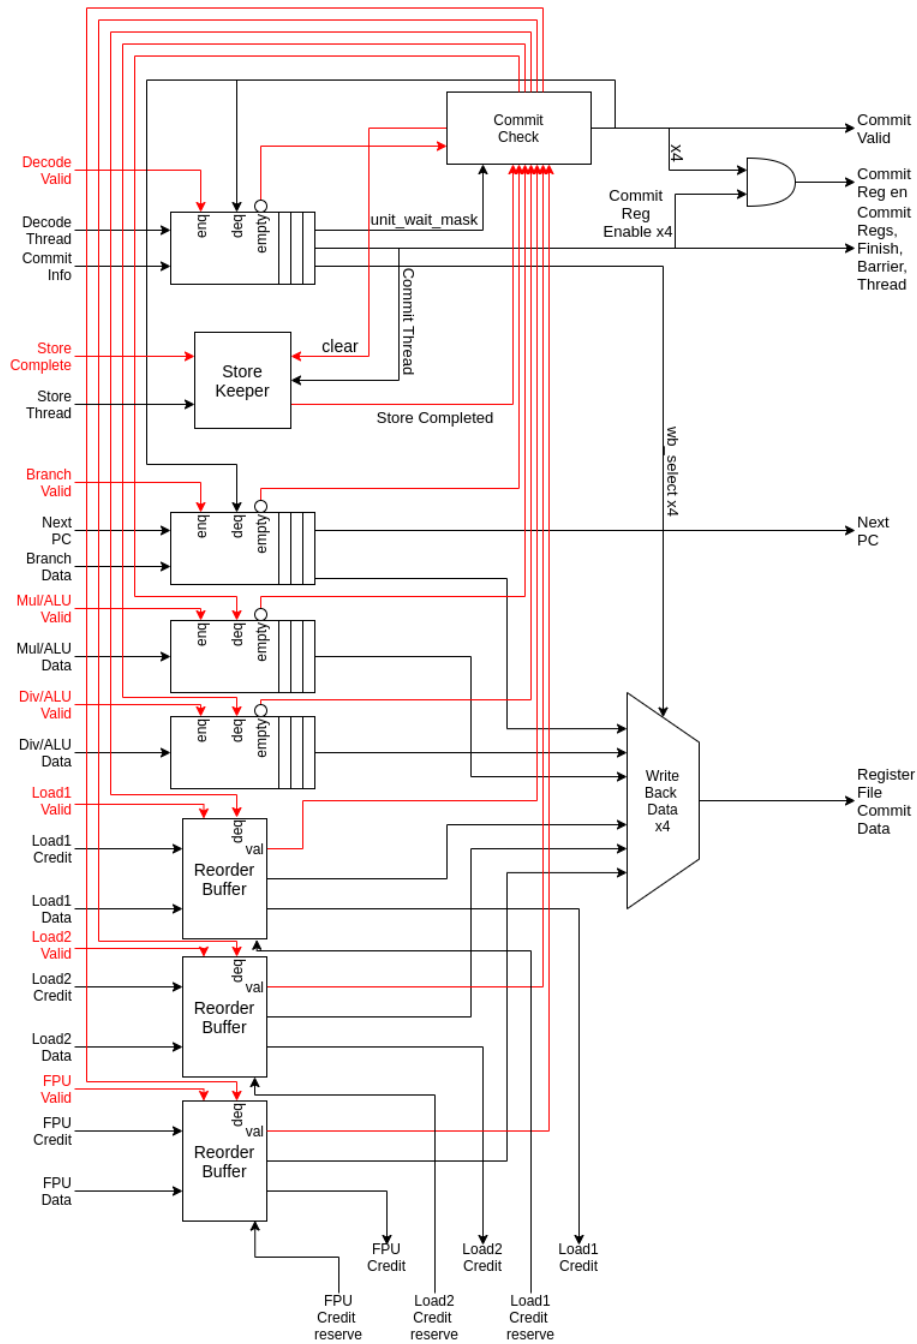 Commit
Check
Commit
Valid
x4
Decode
Valid
enq
deq
empty
Decode
Thread
Commit
Info
unit_wait_mask
Commit
Reg
Enable x4
Commit
Reg en
Commit
Regs,
Finish,
Barrier,
Thread
Commit Thread
Store
Complete
Store
Thread
Store
Keeper
clear
Store Completed
wb_select x4
Branch
Valid
Next
PC
Branch
Data
enq
deq
empty
Next
PC
Mul/ALU
Valid
Mul/ALU
Data
enq
deq
empty
Div/ALU
Valid
Div/ALU
Data
enq
deq
empty
Write
Back
Data
x4
Register
File
Commit
Data
Load1
Valid
Load1
Credit
Load1
Data
deq
val
Reorder
Buffer
Load2
Valid
Load2
Credit
Load2
Data
deq
val
Reorder
Buffer
FPU
Valid
FPU
Credit
FPU
Data
deq
val
Reorder
Buffer
FPU
Credit
Load2
Credit
Load1
Credit
FPU
Credit
reserve
Load2
Credit
reserve
Load1
Credit
reserve